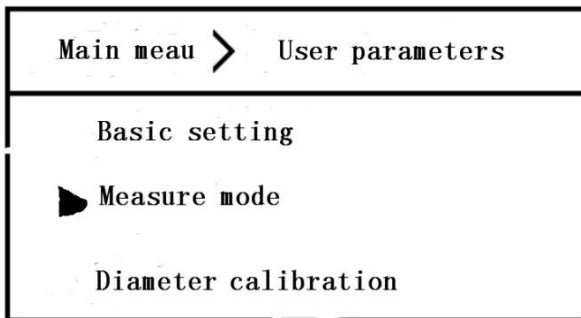 Main meau > User parameters
Basic setting
Measure mode
Diameter calibration